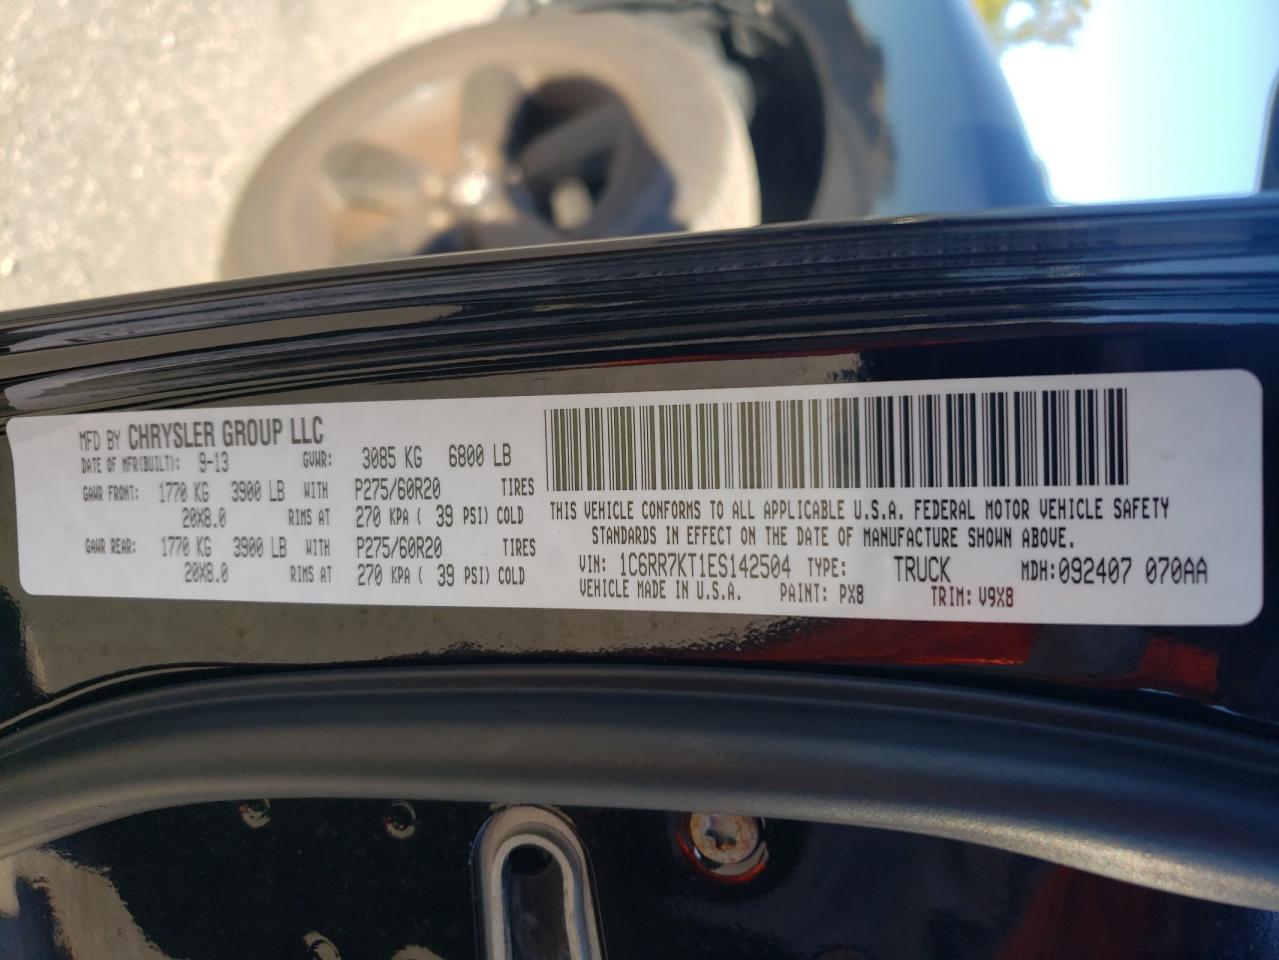 MFD BY CHRYSLER GROUP LLC
DATE OF MFR(BUILT): 9-13 GVWR: 3085 KG 6800 LB
GAWR FRONT: 1770 KG 3900 LB WITH P275/60R20 TIRES
20X8.0 RIMS AT 270 KPA ( 39 PSI) COLD
GAWR REAR: 1770 KG 3900 LB WITH P275/60R20 TIRES
20X8.0 RIMS AT 270 KPA ( 39 PSI) COLD
THIS VEHICLE CONFORMS TO ALL APPLICABLE U.S.A. FEDERAL MOTOR VEHICLE SAFETY
STANDARDS IN EFFECT ON THE DATE OF MANUFACTURE SHOWN ABOVE.
VIN: 1C6RR7KT1ES142504 TYPE: TRUCK MDH:092407 070AA
VEHICLE MADE IN U.S.A. PAINT: PX8 TRIM: V9X8